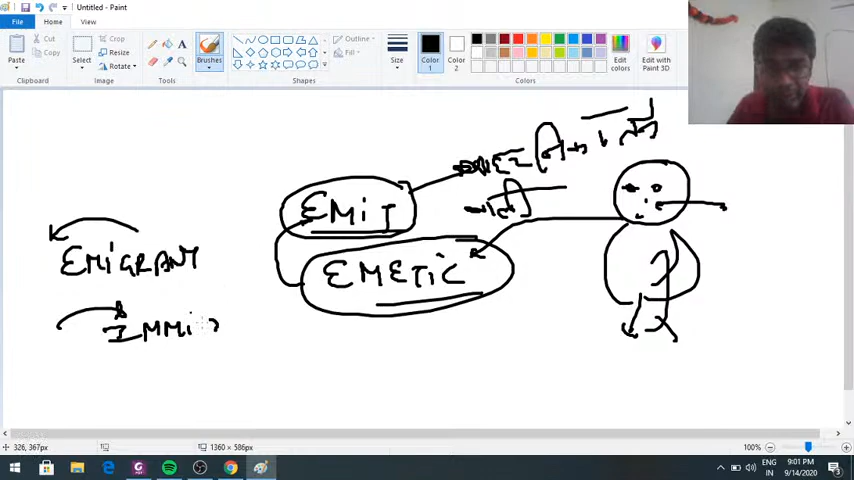 Untitled - Paint
File
Home
View
Paste
Cut
Copy
Clipboard
Select
Crop
Resize
Rotate
Image
A
Tools
Brushes
Shapes
Outline
Fill
Size
Color 1
Color 2
Colors
Edit colors
Edit with Paint 3D
EMIT
EMETIC
EMIGRANT
IMMI
326, 367px
1360 × 586px
100%
ENG
IN
9:01 PM
9/14/2020